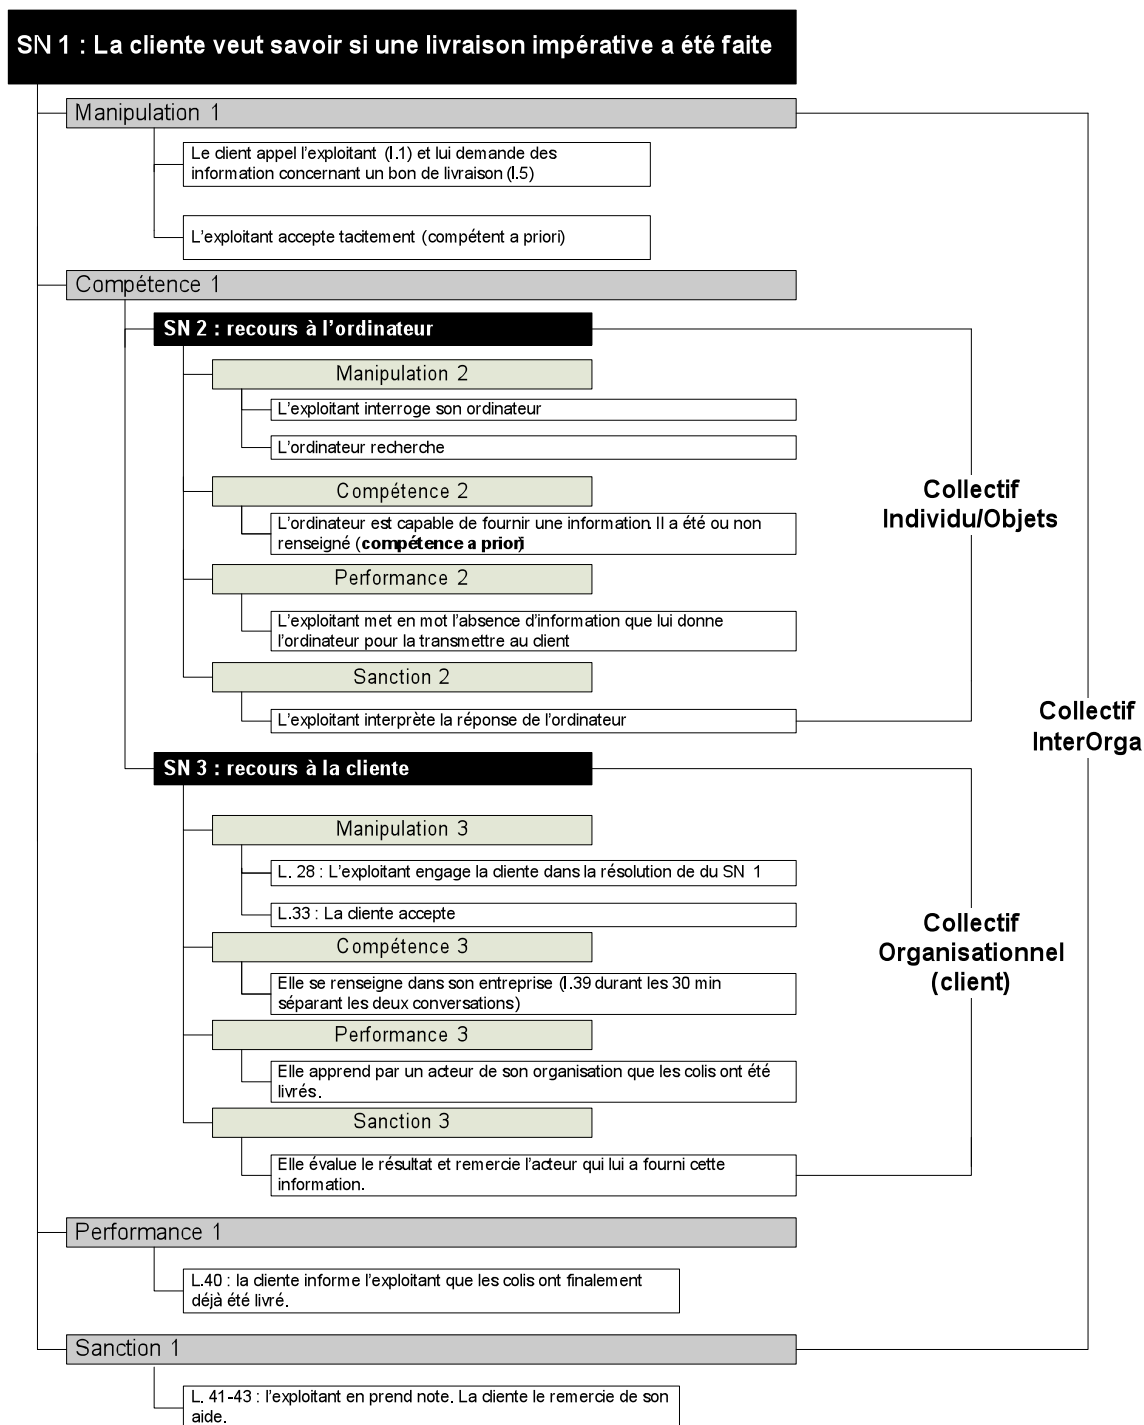 SN 1 : La cliente veut savoir si une livraison impérative a été faite
Manipulation 1
Le client appel l'exploitant (l.1) et lui demande des
information concernant un bon de livraison (l.5)
L'exploitant accepte tacitement (compétent a priori)
Compétence 1
SN 2 : recours à l'ordinateur
Manipulation 2
L'exploitant interroge son ordinateur
L'ordinateur recherche
Compétence 2
L'ordinateur est capable de fournir une information. Il a été ou non
renseigné (compétence a priori)
Performance 2
L'exploitant met en mot l'absence d'information que lui donne
l'ordinateur pour la transmettre au client
Sanction 2
L'exploitant interprète la réponse de l'ordinateur
Collectif
Individu/Objets
Collectif
InterOrga
SN 3 : recours à la cliente
Manipulation 3
L. 28 : L'exploitant engage la cliente dans la résolution de du SN 1
L.33 : La cliente accepte
Compétence 3
Elle se renseigne dans son entreprise (l.39 durant les 30 min
séparant les deux conversations)
Performance 3
Elle apprend par un acteur de son organisation que les colis ont été
livrés.
Sanction 3
Elle évalue le résultat et remercie l'acteur qui lui a fourni cette
information.
Collectif
Organisationnel
(client)
Performance 1
L.40 : la cliente informe l'exploitant que les colis ont finalement
déjà été livré.
Sanction 1
L. 41-43 : l'exploitant en prend note. La cliente le remercie de son
aide.